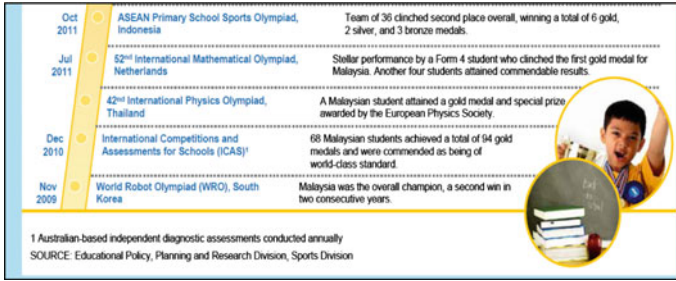 Oct
2011
ASEAN Primary School Sports Olympiad,
Indonesia
Team of 36 clinched second place overall, winning a total of 6 gold,
2 silver, and 3 bronze medals.
Jul
2011
52nd International Mathematical Olympiad,
Netherlands
Stellar performance by a Form 4 student who clinched the first gold medal for
Malaysia. Another four students attained commendable results.
42nd International Physics Olympiad,
Thailand
A Malaysian student attained a gold medal and special prize
awarded by the European Physics Society.
Dec
2010
International Competitions and
Assessments for Schools (ICAS)¹
68 Malaysian students achieved a total of 94 gold
medals and were commended as being of
world-class standard.
Nov
2009
World Robot Olympiad (WRO), South
Korea
Malaysia was the overall champion, a second win in
two consecutive years.
1 Australian-based independent diagnostic assessments conducted annually
SOURCE: Educational Policy, Planning and Research Division, Sports Division